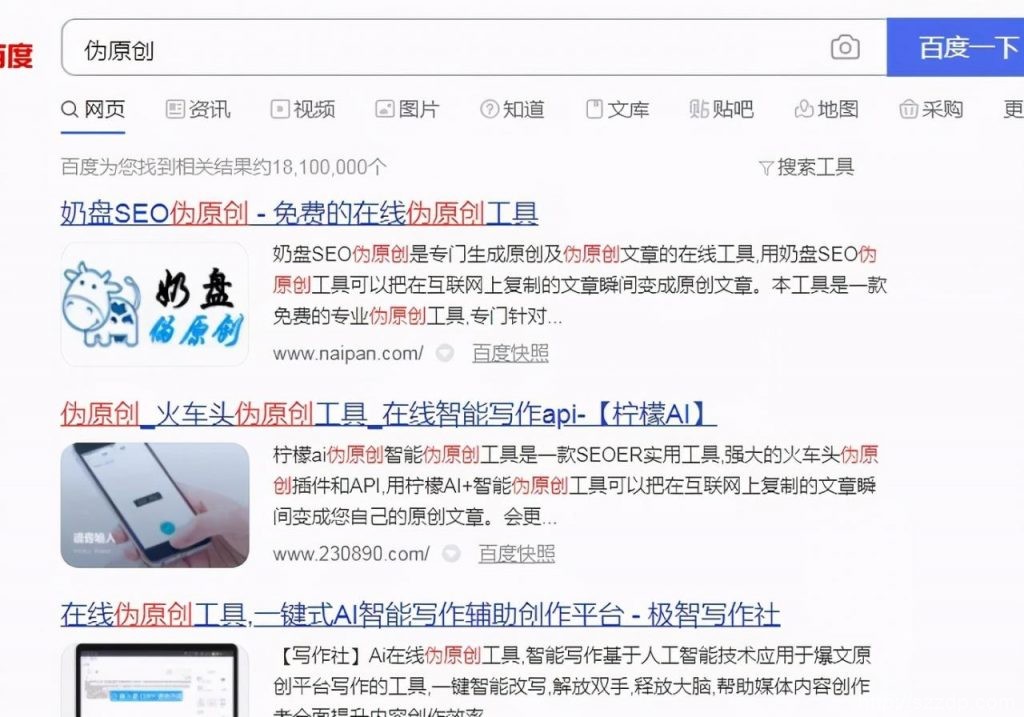 百度
伪原创
百度一下
网页 资讯 视频 图片 知道 文库 贴吧 地图 采购 更
百度为您找到相关结果约18,100,000个
搜索工具
奶盘SEO伪原创 - 免费的在线伪原创工具
奶盘
伪原创
奶盘SEO伪原创是专门生成原创及伪原创文章的在线工具,用奶盘SEO伪
原创工具可以把在互联网上复制的文章瞬间变成原创文章。本工具是一款
免费的专业伪原创工具,专门针对...
www.naipan.com/ 百度快照
伪原创_火车头伪原创工具_在线智能写作api-【柠檬AI】
柠檬ai伪原创智能伪原创工具是一款SEOER实用工具,强大的火车头伪原
创插件和API,用柠檬AI+智能伪原创工具可以把在互联网上复制的文章瞬
间变成您自己的原创文章。会更...
www.230890.com/ 百度快照
在线伪原创工具,一键式AI智能写作辅助创作平台 - 极智写作社
【写作社】Ai在线伪原创工具,智能写作基于人工智能技术应用于爆文原
创平台写作的工具,一键智能改写,解放双手,释放大脑,帮助媒体内容创作
者全面提升内容创作效率